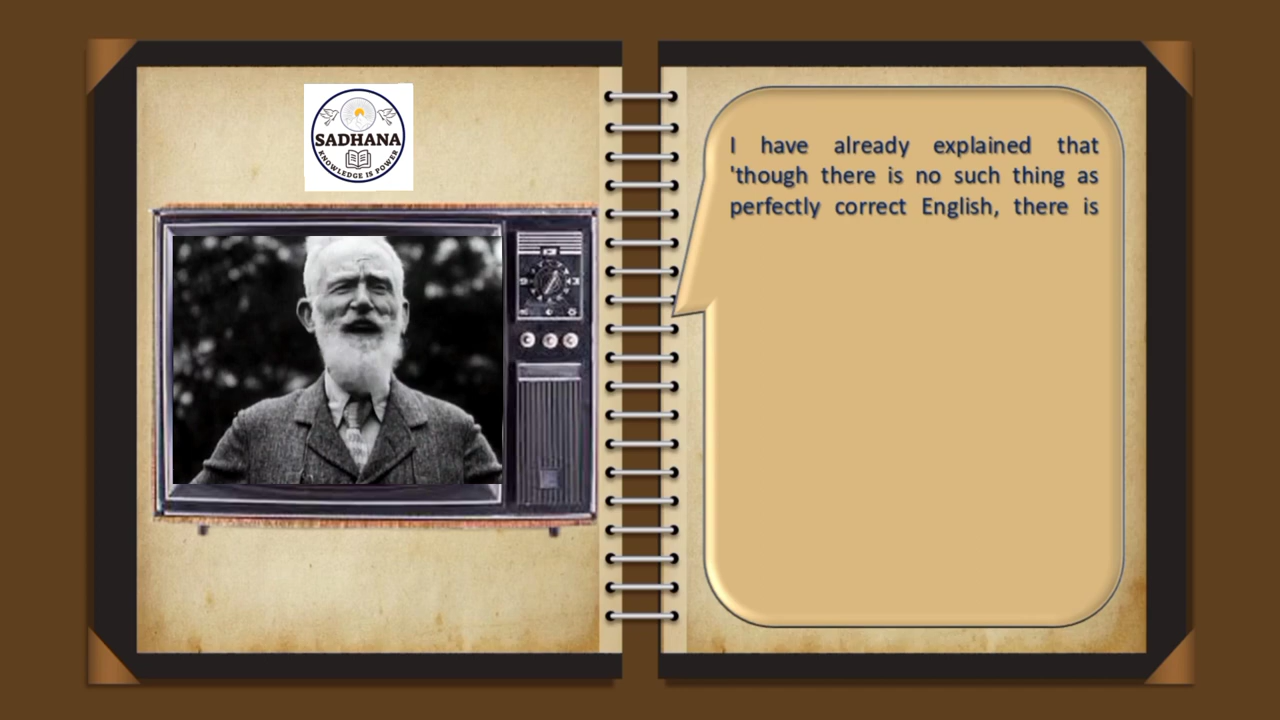 SADHANA
KNOWLEDGE IS POWER
I have already explained that
'though there is no such thing as
perfectly correct English, there is